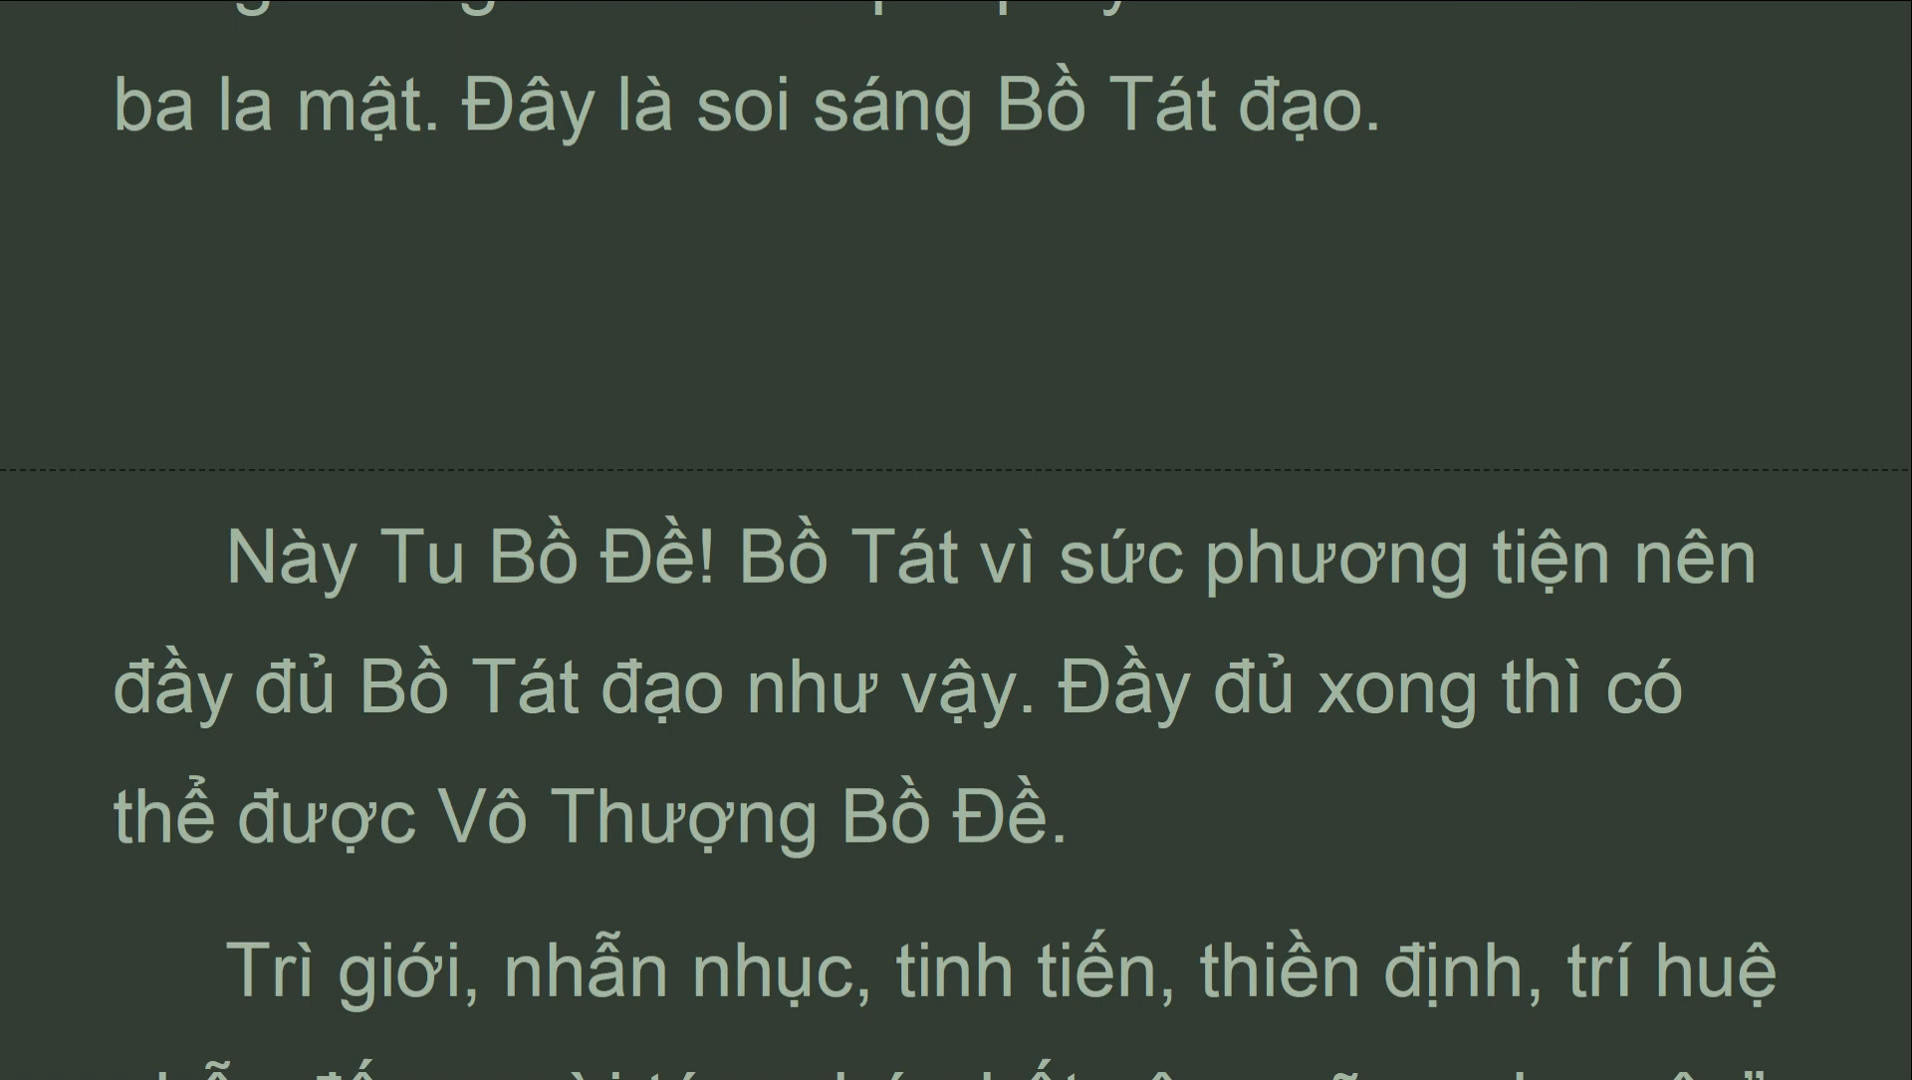 ba la mật. Đây là soi sáng Bồ Tát đạo.
Này Tu Bồ Đề! Bồ Tát vì sức phương tiện nên
đầy đủ Bồ Tát đạo như vậy. Đầy đủ xong thì có
thể được Vô Thượng Bồ Đề.
Trì giới, nhẫn nhục, tinh tiến, thiền định, trí huệ